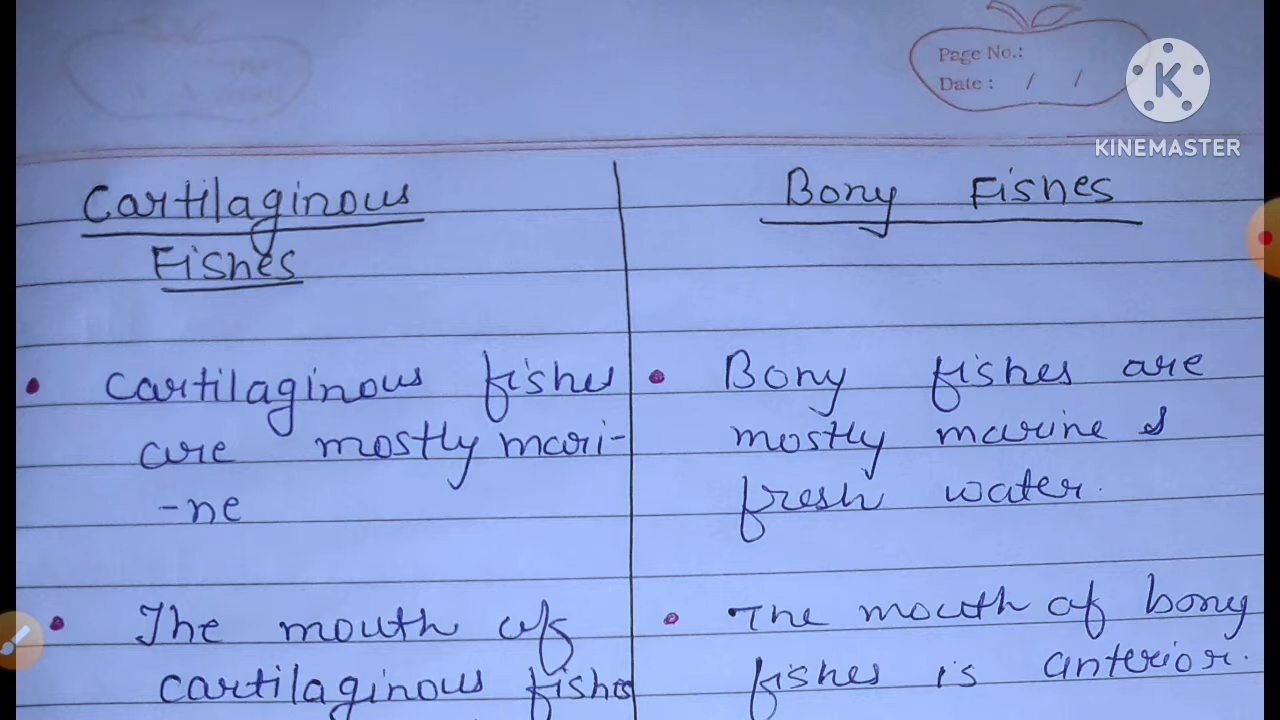 Page No.:
Date : / /
KINEMASTER
Cartilaginous
Fishes
• Cartilaginous fishes
are mostly mari-
-ne
• The mouth of
cartilaginous fishes
Bony Fishes
• Bony fishes are
mostly marine &
fresh water.
• The mouth of bony
fishes is anterior.